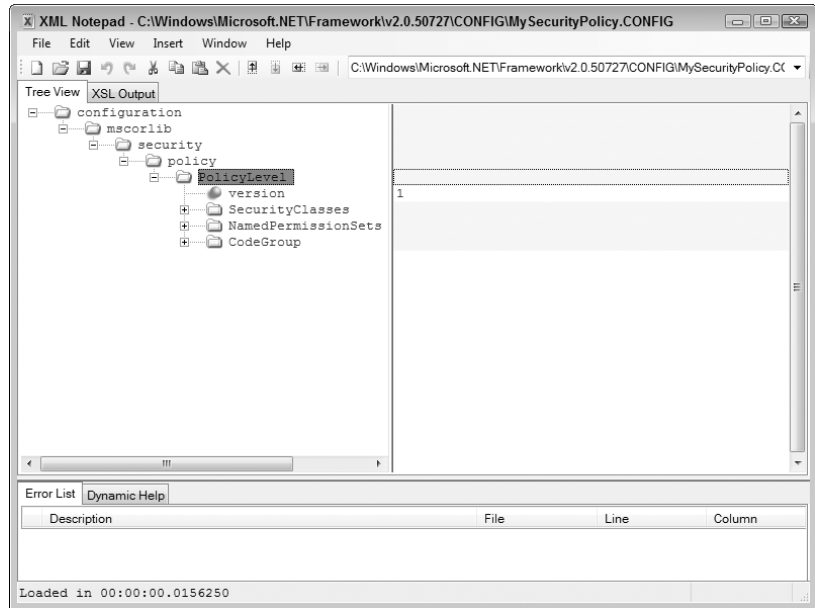 XML Notepad - C:\Windows\Microsoft.NET\Framework\v2.0.50727\CONFIG\MySecurityPolicy.CONFIG
File Edit View Insert Window Help
C:\Windows\Microsoft.NET\Framework\v2.0.50727\CONFIG\MySecurityPolicy.C(
Tree View XSL Output
configuration
mscorlib
security
policy
PolicyLevel
version 1
SecurityClasses
NamedPermissionSets
CodeGroup
Error List Dynamic Help
Description File Line Column
Loaded in 00:00:00.0156250